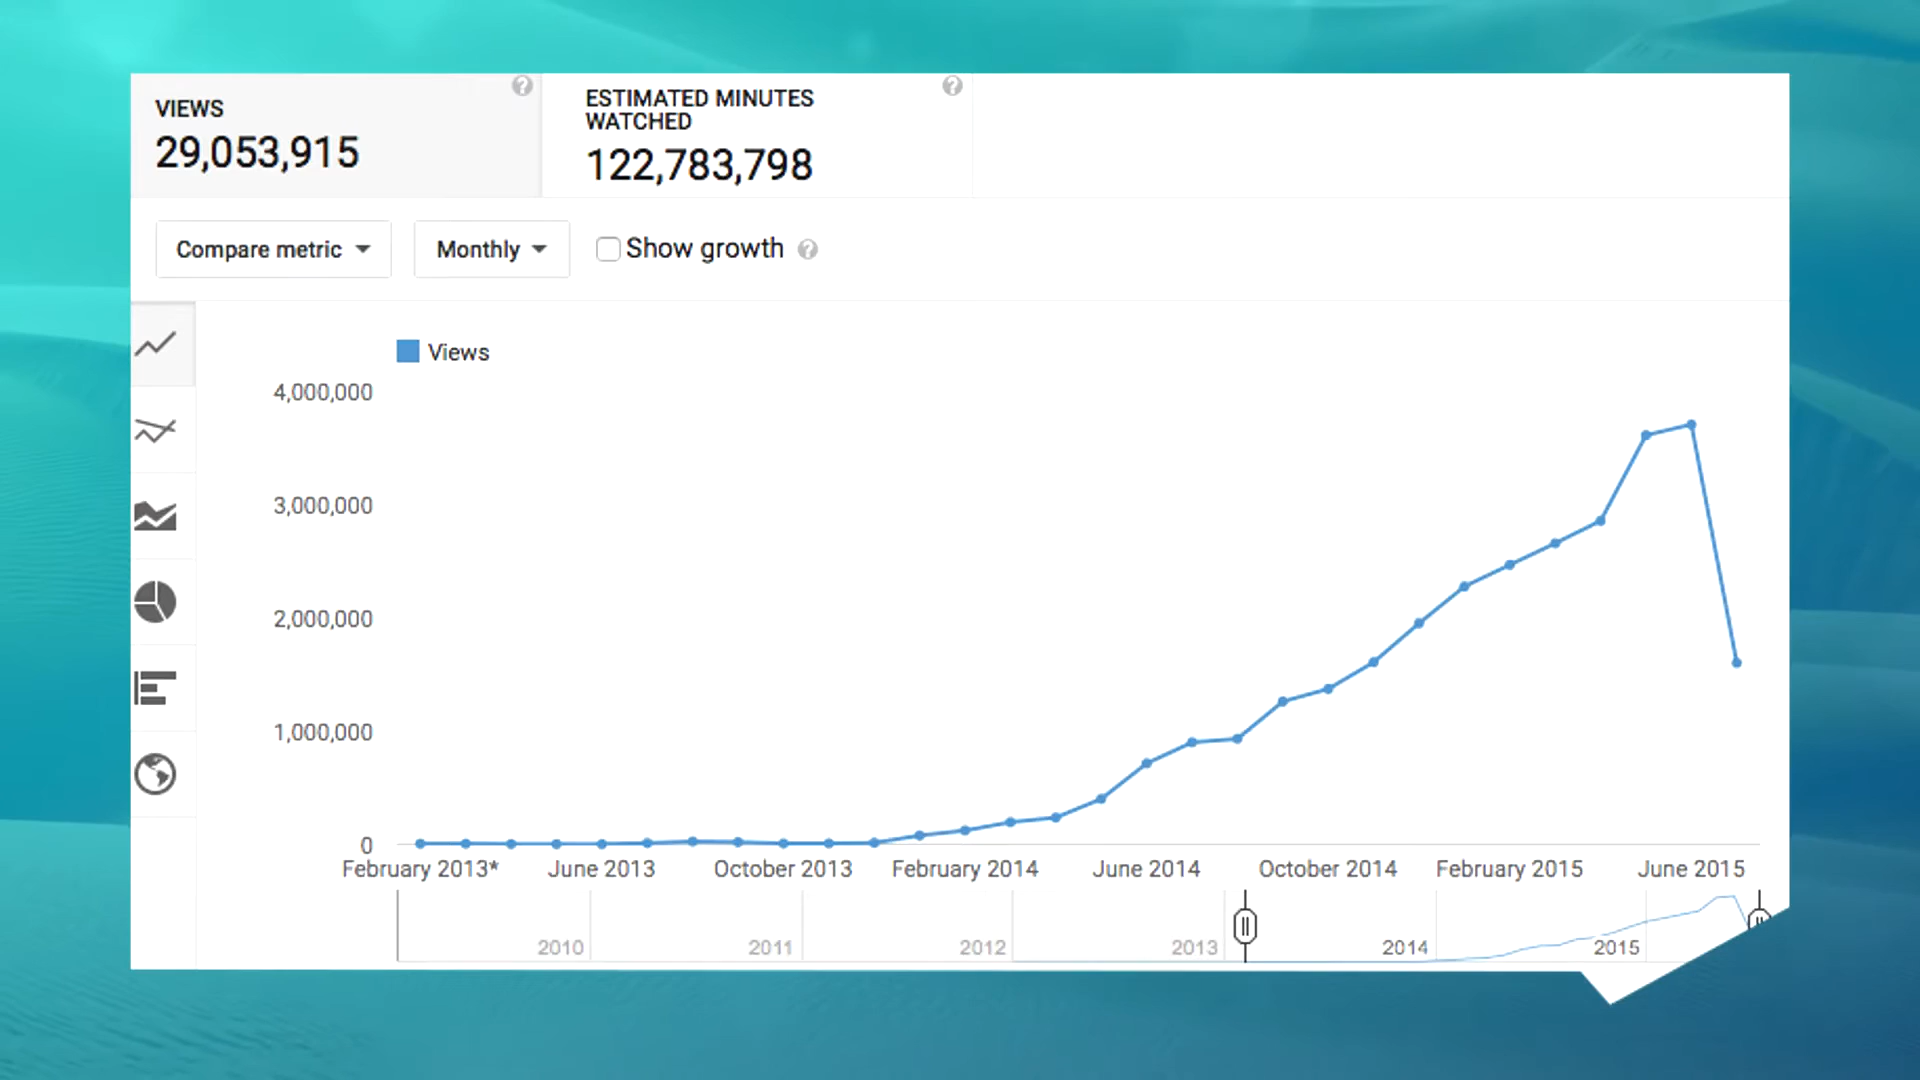 VIEWS
29,053,915
ESTIMATED MINUTES
WATCHED
122,783,798
Compare metric
Monthly
Show growth
Views
4,000,000
3,000,000
2,000,000
1,000,000
0
February 2013*
June 2013
October 2013
February 2014
June 2014
October 2014
February 2015
June 2015
2010
2011
2012
2013
2014
2015